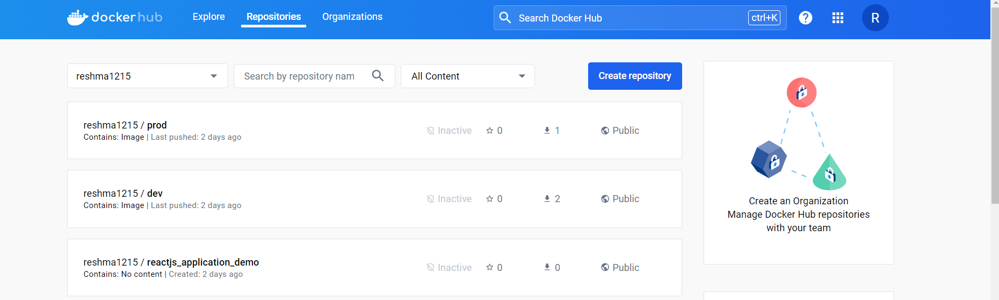 dockerhub Explore Repositories Organizations Search Docker Hub ctrl+K ? R
reshma1215 Search by repository nam All Content Create repository
reshma1215 / prod
Contains: Image | Last pushed: 2 days ago
Inactive 0 1 Public
reshma1215 / dev
Contains: Image | Last pushed: 2 days ago
Inactive 0 2 Public
reshma1215 / reactjs_application_demo
Contains: No content | Created: 2 days ago
Inactive 0 0 Public
Create an Organization
Manage Docker Hub repositories
with your team